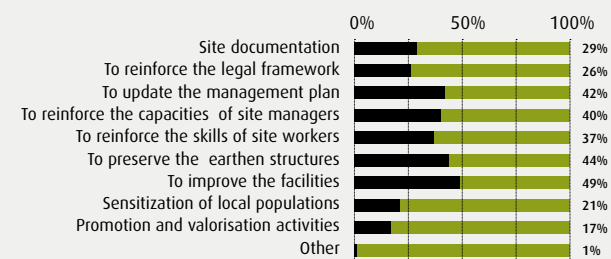 0% 50% 100%
Site documentation 29%
To reinforce the legal framework 26%
To update the management plan 42%
To reinforce the capacities of site managers 40%
To reinforce the skills of site workers 37%
To preserve the earthen structures 44%
To improve the facilities 49%
Sensitization of local populations 21%
Promotion and valorisation activities 17%
Other 1%